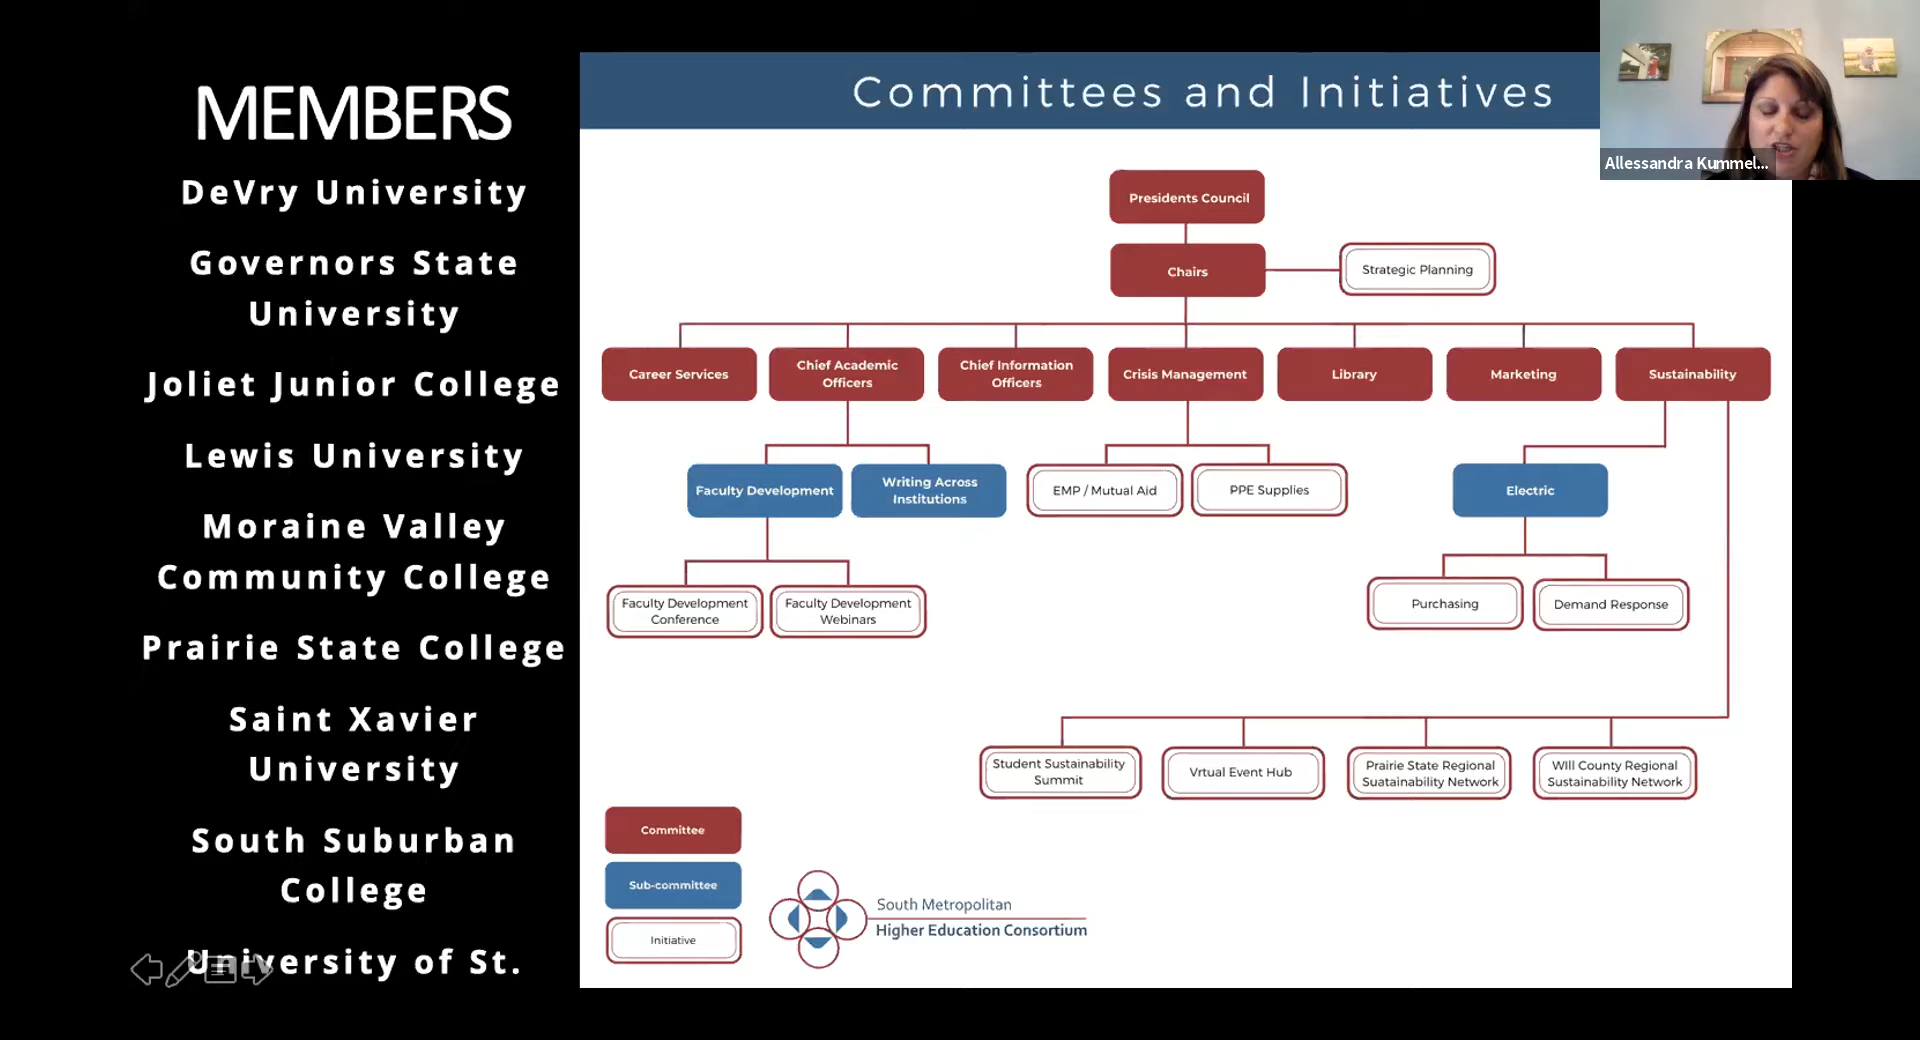 MEMBERS
DeVry University
Governors State
University
Joliet Junior College
Lewis University
Moraine Valley
Community College
Prairie State College
Saint Xavier
University
South Suburban
College
University of St.
Committees and Initiatives
Allessandra Kummel...
Presidents Council
Chairs
Strategic Planning
Career Services
Chief Academic
Officers
Chief Information
Officers
Crisis Management
Library
Marketing
Sustainability
Faculty Development
Writing Across
Institutions
EMP / Mutual Aid
PPE Supplies
Electric
Faculty Development
Conference
Faculty Development
Webinars
Purchasing
Demand Response
Student Sustainability
Summit
Vrtual Event Hub
Prairie State Regional
Suatainability Network
WIll County Regional
Sustainability Network
Committee
Sub-committee
Initiative
South Metropolitan
Higher Education Consortium